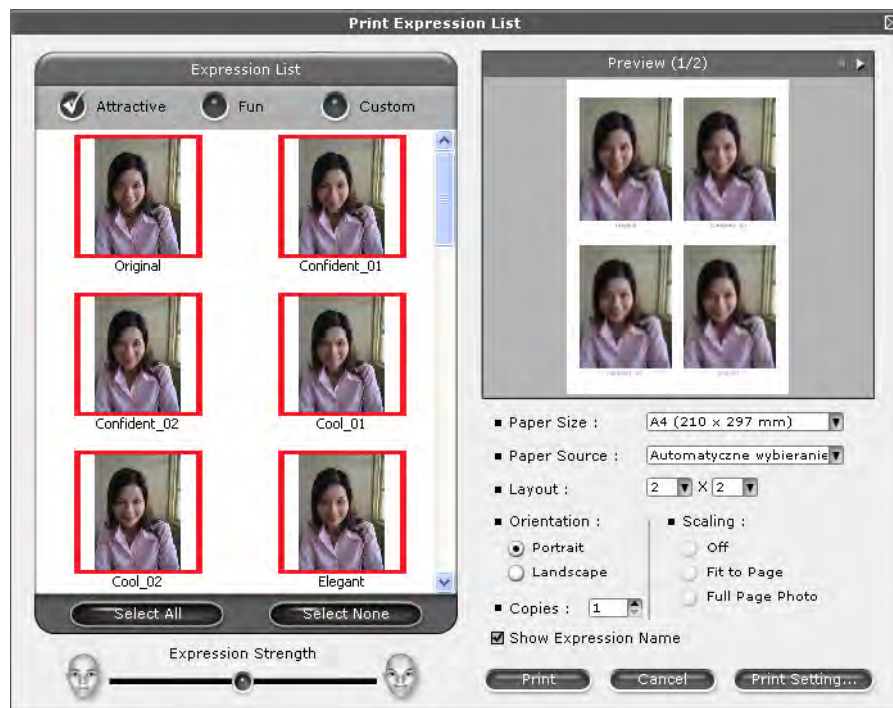 Print Expression List
Expression List
Attractive Fun Custom
Original Confident_01
Confident_02 Cool_01
Cool_02 Elegant
Select All Select None
Expression Strength
Preview (1/2)
Paper Size : A4 (210 x 297 mm)
Paper Source : Automatyczne wybieranie
Layout : 2 X 2
Orientation : Scaling :
Portrait Off
Landscape Fit to Page
Full Page Photo
Copies : 1
Show Expression Name
Print Cancel Print Setting...